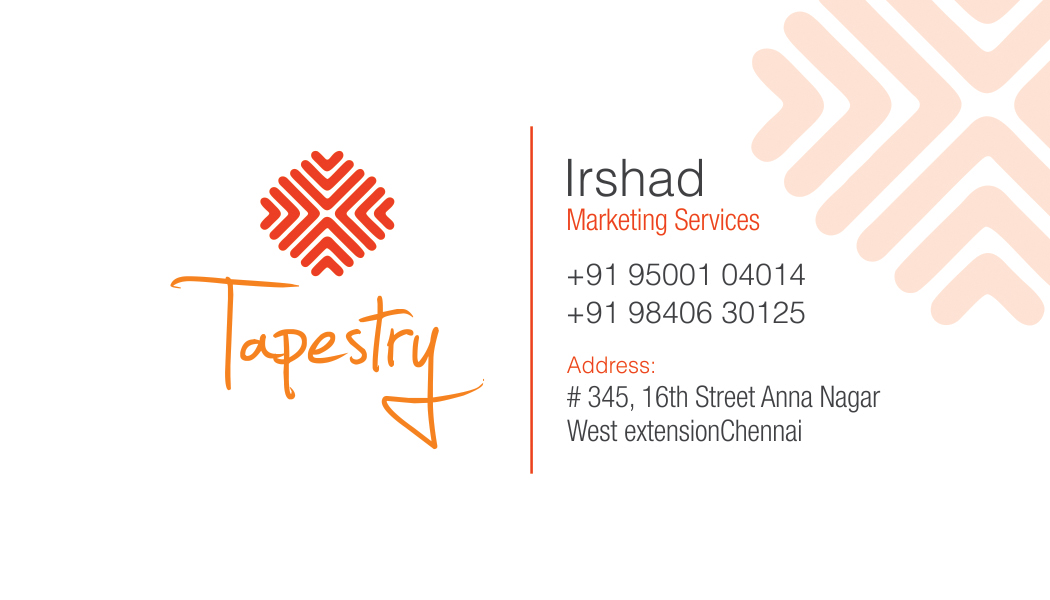 Tapestry
Irshad
Marketing Services
+91 95001 04014
+91 98406 30125
Address:
# 345, 16th Street Anna Nagar
West extensionChennai